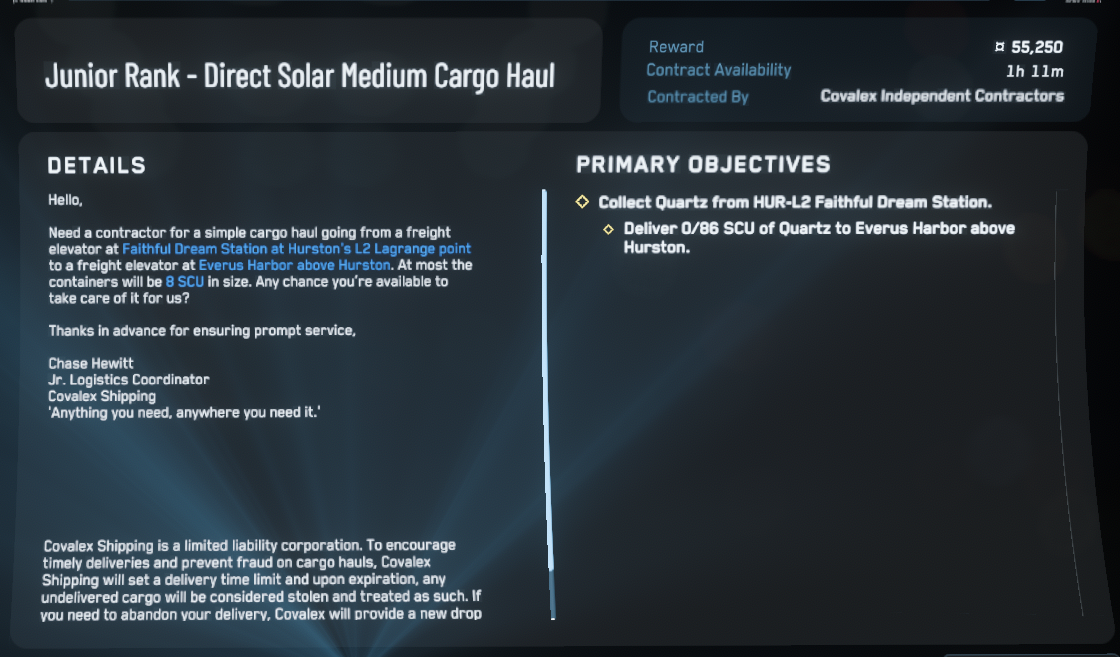 Junior Rank - Direct Solar Medium Cargo Haul
Reward
¤ 55,250
Contract Availability
1h 11m
Contracted By
Covalex Independent Contractors
DETAILS
Hello,
Need a contractor for a simple cargo haul going from a freight
elevator at Faithful Dream Station at Hurston's L2 Lagrange point
to a freight elevator at Everus Harbor above Hurston. At most the
containers will be 8 SCU in size. Any chance you're available to
take care of it for us?
Thanks in advance for ensuring prompt service,
Chase Hewitt
Jr. Logistics Coordinator
Covalex Shipping
'Anything you need, anywhere you need it.'
Covalex Shipping is a limited liability corporation. To encourage
timely deliveries and prevent fraud on cargo hauls, Covalex
Shipping will set a delivery time limit and upon expiration, any
undelivered cargo will be considered stolen and treated as such. If
you need to abandon your delivery, Covalex will provide a new drop
PRIMARY OBJECTIVES
Collect Quartz from HUR-L2 Faithful Dream Station.
Deliver 0/86 SCU of Quartz to Everus Harbor above
Hurston.